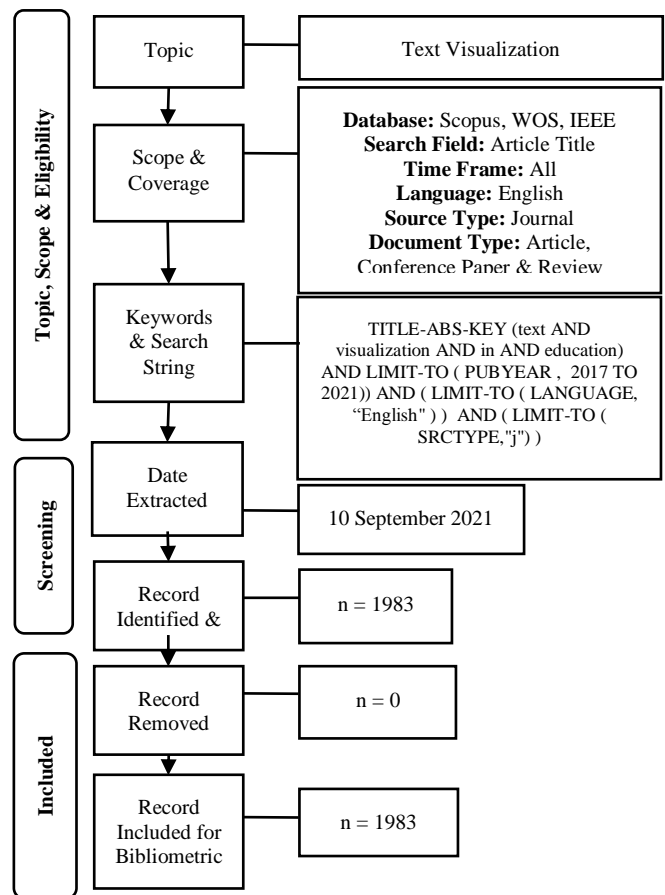 Topic, Scope & Eligibility
Topic
Text Visualization
Scope &
Coverage
Database: Scopus, WOS, IEEE
Search Field: Article Title
Time Frame: All
Language: English
Source Type: Journal
Document Type: Article,
Conference Paper & Review
Keywords
& Search
String
TITLE-ABS-KEY (text AND
visualization AND in AND education)
AND LIMIT-TO ( PUBYEAR , 2017 TO
2021)) AND ( LIMIT-TO ( LANGUAGE,
“English" ) ) AND ( LIMIT-TO (
SRCTYPE,"j") )
Screening
Date
Extracted
10 September 2021
Record
Identified &
n = 1983
Included
Record
Removed
n = 0
Record
Included for
Bibliometric
n = 1983